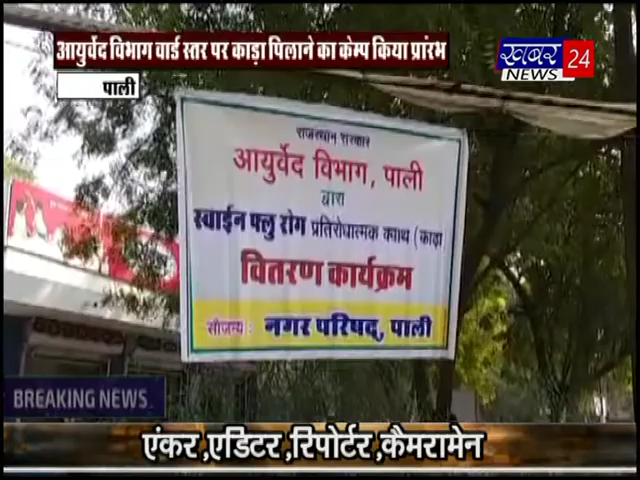 आयुर्वेद विभाग वार्ड स्तर पर काड़ा पिलाने का केम्प किया प्रारंभ
खबर 24
NEWS
पाली
राजस्थान सरकार
आयुर्वेद विभाग, पाली
द्वारा
स्वाईन फ्लु रोग प्रतिरोधात्मक क्वाथ (काढ़ा
वितरण कार्यक्रम
सौजन्य : नगर परिषद्, पाली
BREAKING NEWS
एंकर ,एडिटर ,रिपोर्टर ,कैमरामेन